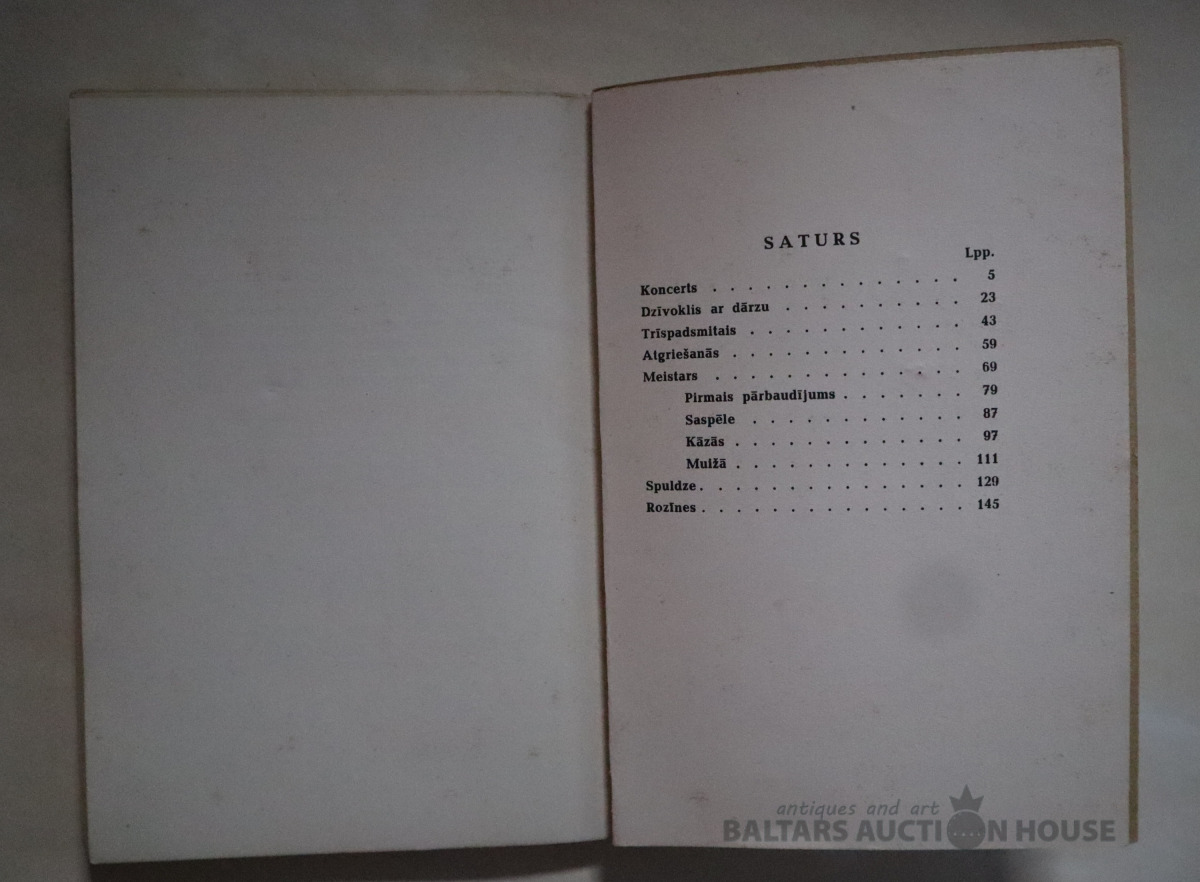 SATURS
Lpp.
Koncerts . . . . . . . . . . . . . . 5
Dzīvoklis ar dārzu . . . . . . . . . . 23
Trīspadsmitais . . . . . . . . . . . . 43
Atgriešanās . . . . . . . . . . . . . 59
Meistars . . . . . . . . . . . . . . 69
Pirmais pārbaudījums . . . . . . . 79
Saspēle . . . . . . . . . . . . 87
Kāzās . . . . . . . . . . . . . 97
Muižā . . . . . . . . . . . . . 111
Spuldze . . . . . . . . . . . . . . . 129
Rozīnes . . . . . . . . . . . . . . . 145
antiques and art
BALTARS AUCTION HOUSE